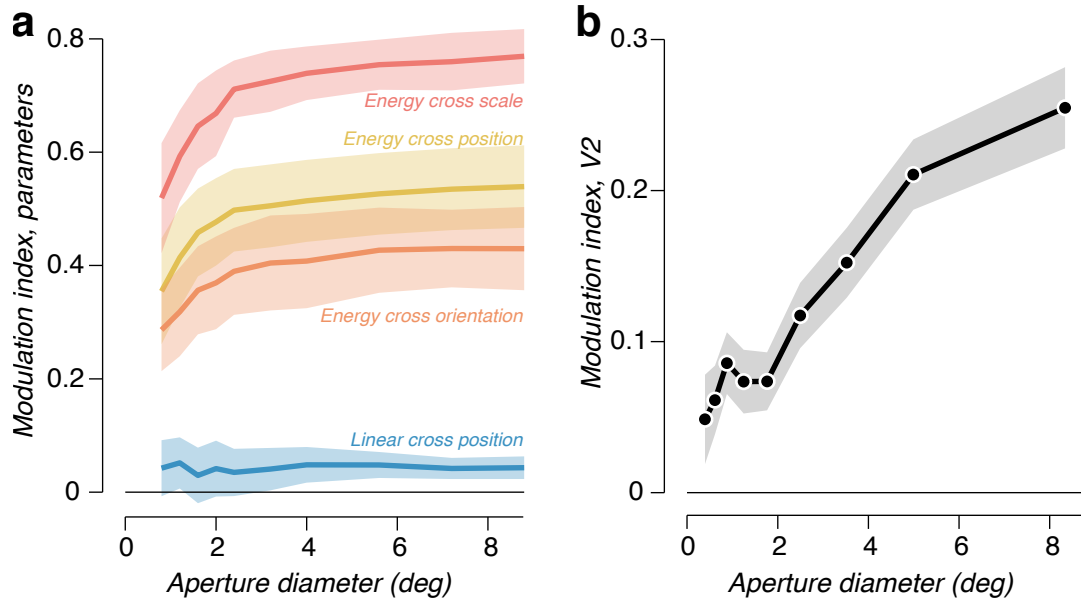 a
0.8
0.6
0.4
0.2
0
Modulation index, parameters
Energy cross scale
Energy cross position
Energy cross orientation
Linear cross position
0 2 4 6 8
Aperture diameter (deg)
b
0.3
0.2
0.1
0
Modulation index, V2
0 2 4 6 8
Aperture diameter (deg)